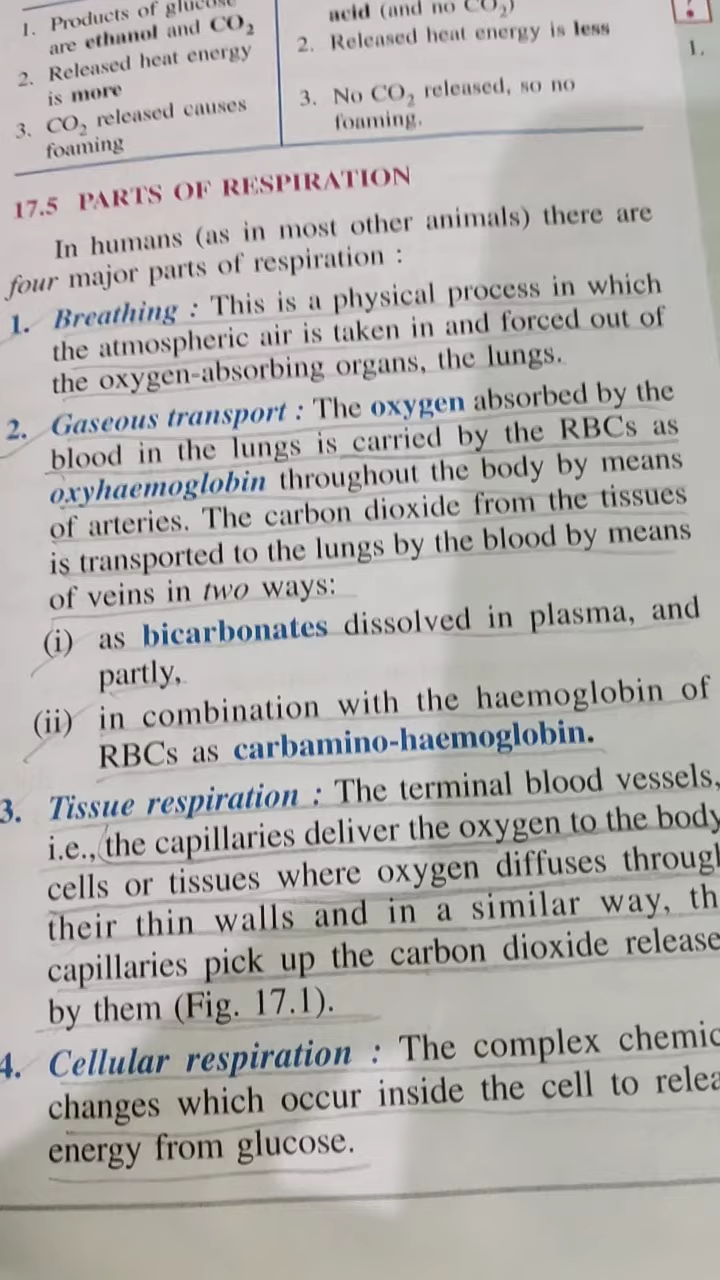 1. Products of glucose
are ethanol and CO₂
2. Released heat energy
is more
3. CO₂ released causes
foaming
acid (and no CO₂)
2. Released heat energy is less
3. No CO₂ released, so no
foaming.
?
1.
17.5 PARTS OF RESPIRATION
In humans (as in most other animals) there are
four major parts of respiration :
1. Breathing : This is a physical process in which
the atmospheric air is taken in and forced out of
the oxygen-absorbing organs, the lungs.
2. Gaseous transport : The oxygen absorbed by the
blood in the lungs is carried by the RBCs as
oxyhaemoglobin throughout the body by means
of arteries. The carbon dioxide from the tissues
is transported to the lungs by the blood by means
of veins in two ways:
(i) as bicarbonates dissolved in plasma, and
partly,
(ii) in combination with the haemoglobin of
RBCs as carbamino-haemoglobin.
3. Tissue respiration : The terminal blood vessels,
i.e., the capillaries deliver the oxygen to the body
cells or tissues where oxygen diffuses through
their thin walls and in a similar way, th
capillaries pick up the carbon dioxide release
by them (Fig. 17.1).
4. Cellular respiration : The complex chemic
changes which occur inside the cell to relea
energy from glucose.